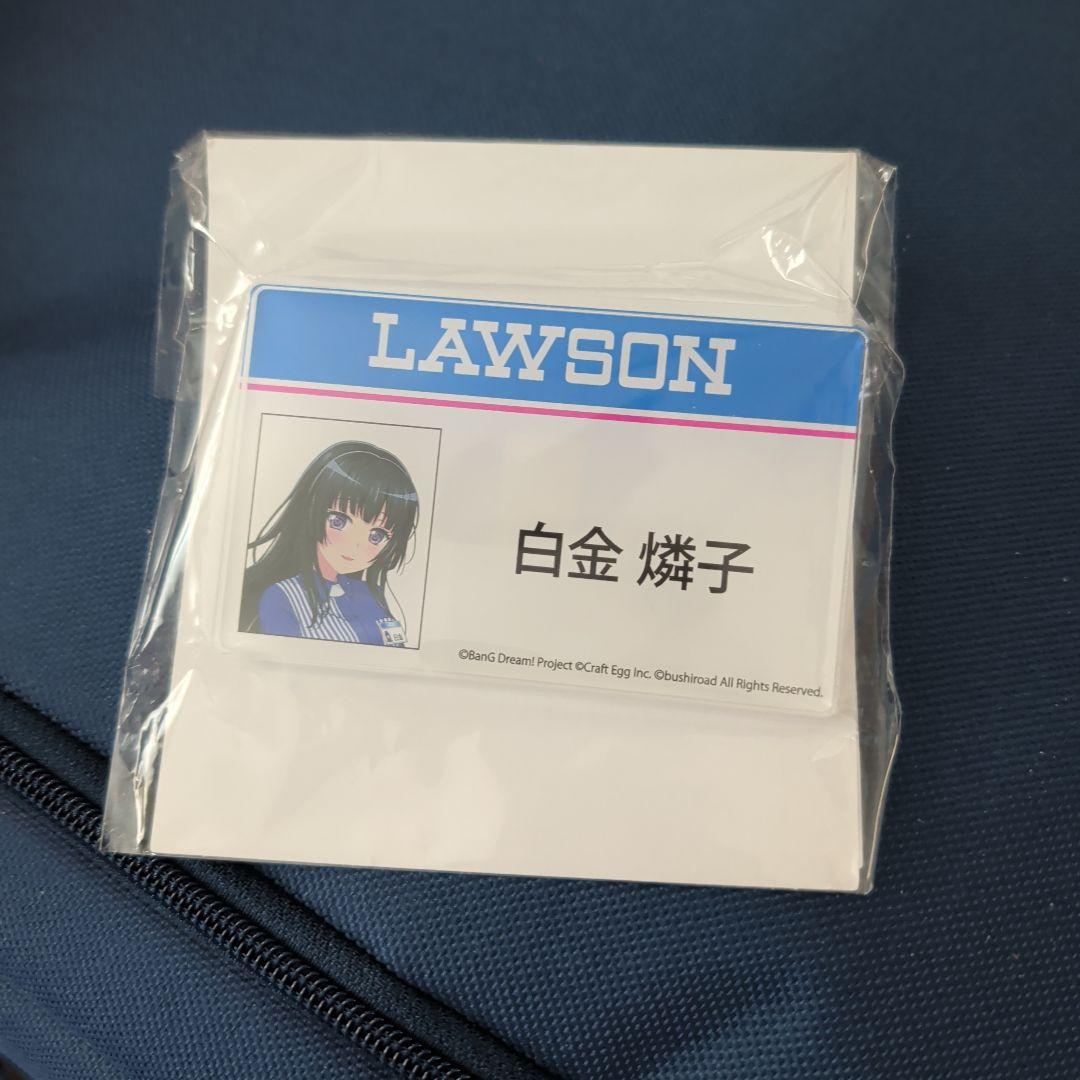 LAWSON
白金 燐子
©BanG Dream! Project ©Craft Egg Inc. ©bushiroad All Rights Reserved.